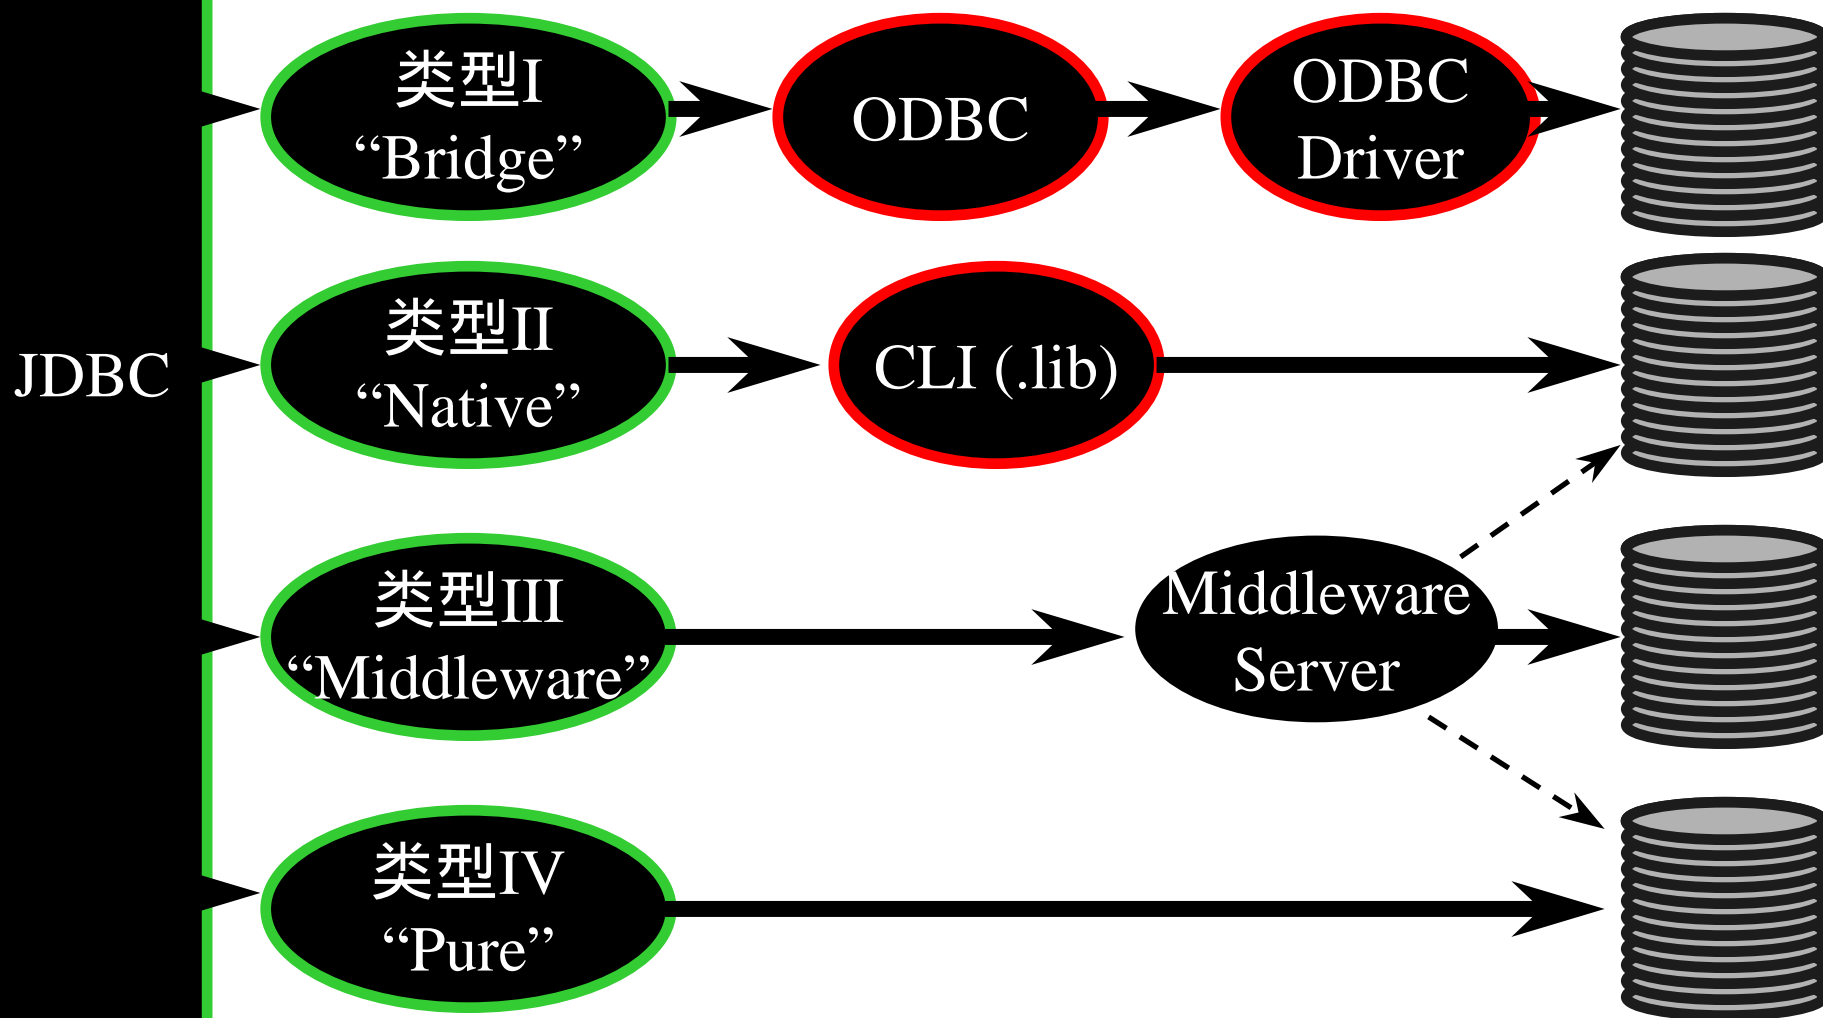 JDBC
类型I
“Bridge”
ODBC
ODBC
Driver
类型II
“Native”
CLI (.lib)
类型III
“Middleware”
Middleware
Server
类型IV
“Pure”